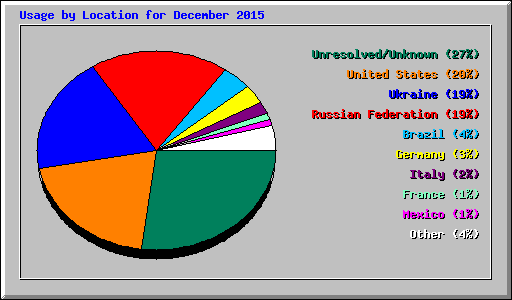 Usage by Location for December 2015
Unresolved/Unknown (27%)
United States (20%)
Ukraine (19%)
Russian Federation (19%)
Brazil (4%)
Germany (3%)
Italy (2%)
France (1%)
Mexico (1%)
Other (4%)